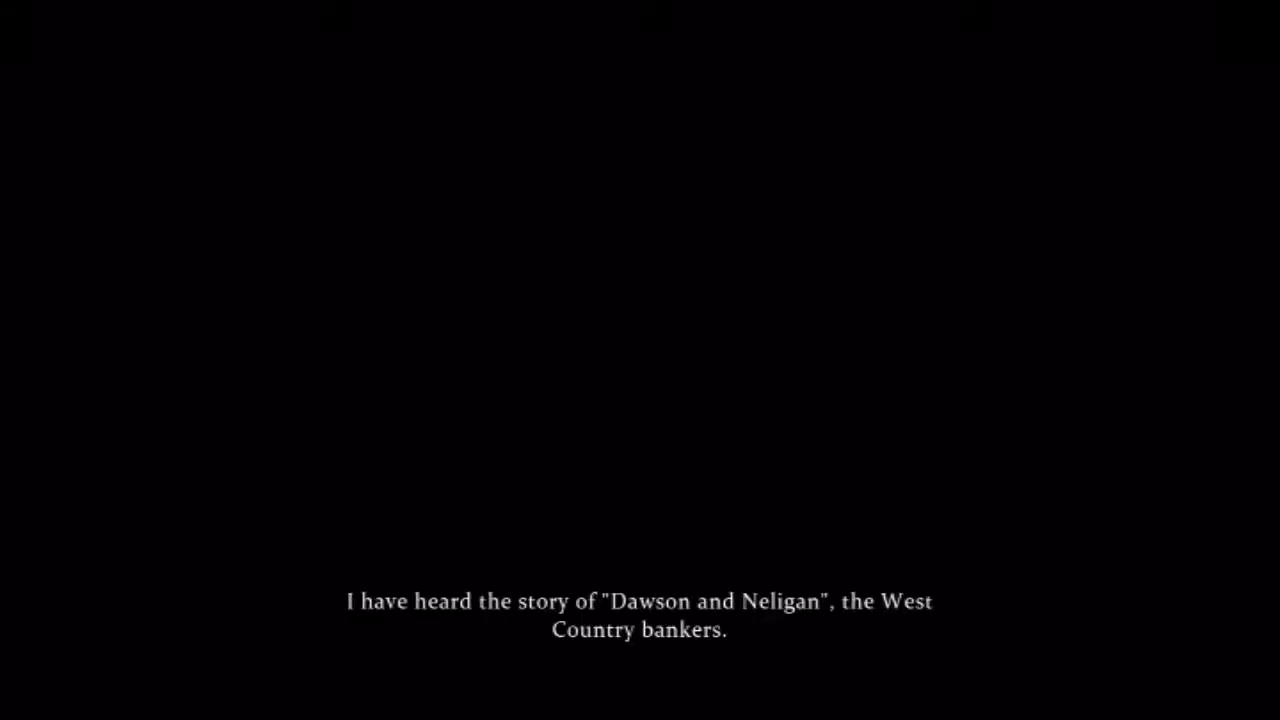 I have heard the story of "Dawson and Neligan", the West
Country bankers.